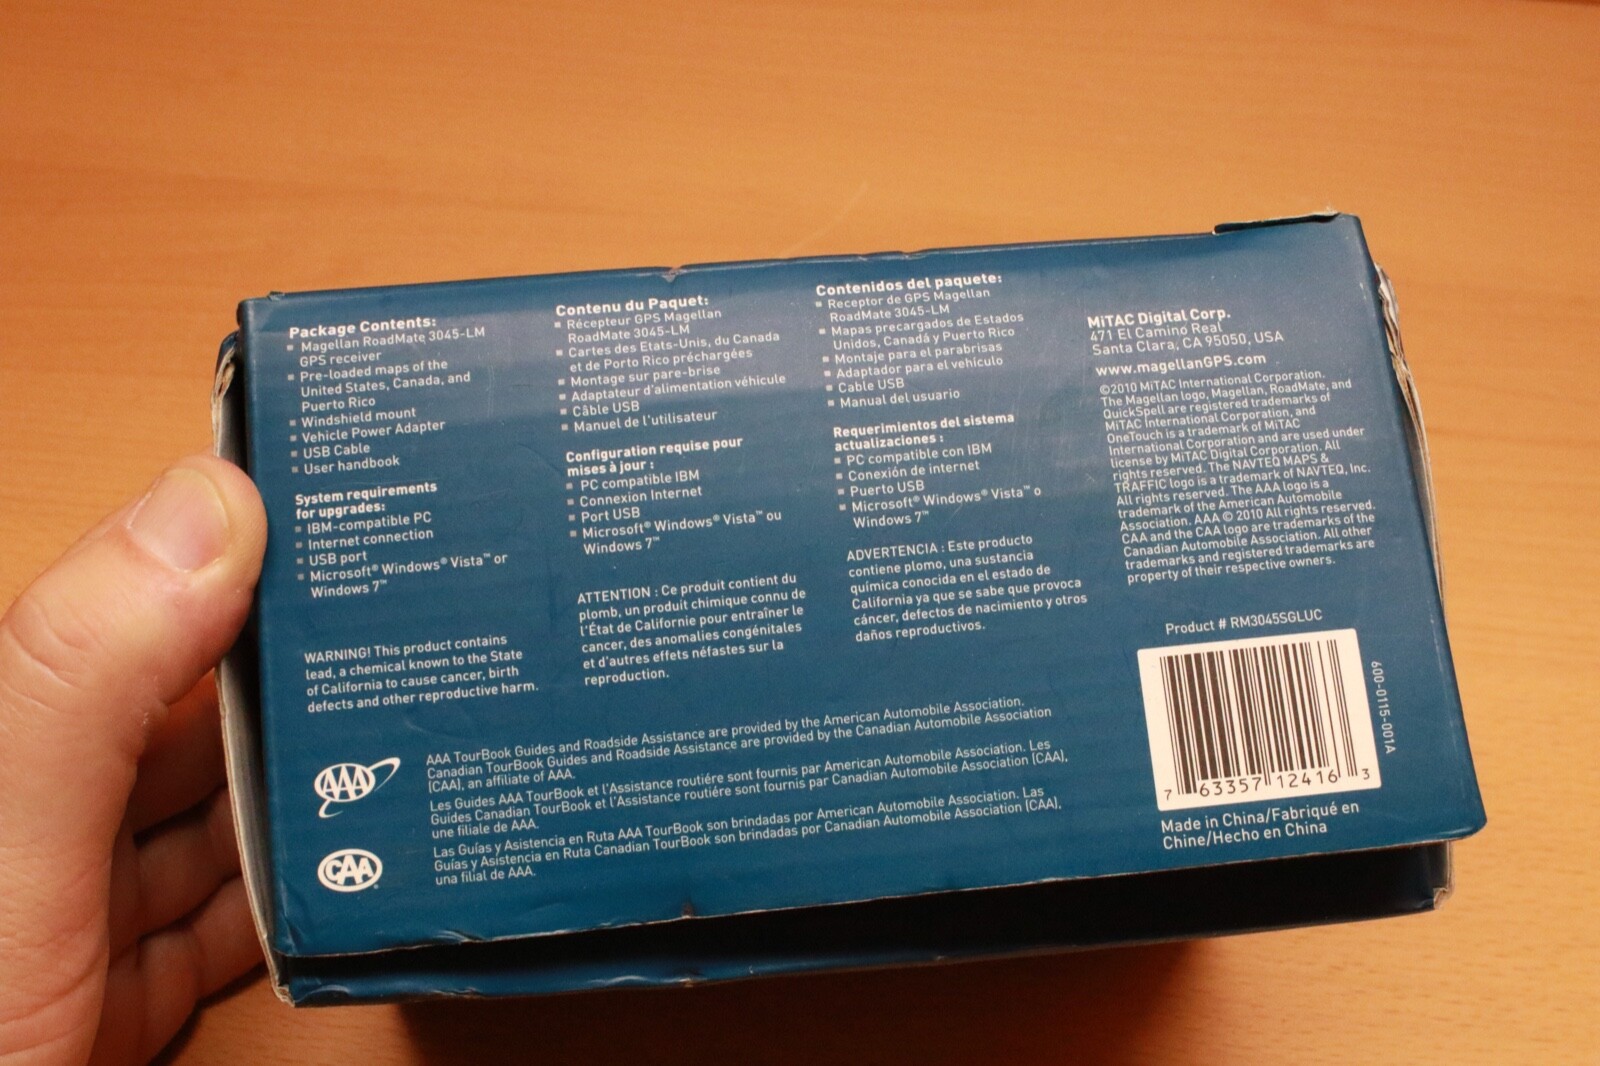 Package Contents:
▪ Magellan RoadMate 3045-LM
GPS receiver
▪ Pre-loaded maps of the
United States, Canada, and
Puerto Rico
▪ Windshield mount
▪ Vehicle Power Adapter
▪ USB Cable
▪ User handbook
System requirements
for upgrades:
▪ IBM-compatible PC
▪ Internet connection
▪ USB port
▪ Microsoft® Windows® Vista™ or
Windows 7™
WARNING! This product contains
lead, a chemical known to the State
of California to cause cancer, birth
defects and other reproductive harm.
Contenu du Paquet:
▪ Récepteur GPS Magellan
RoadMate 3045-LM
▪ Cartes des Etats-Unis, du Canada
et de Porto Rico préchargées
▪ Montage sur pare-brise
▪ Adaptateur d'alimentation véhicule
▪ Câble USB
▪ Manuel de l'utilisateur
Configuration requise pour
mises à jour :
▪ PC compatible IBM
▪ Connexion Internet
▪ Port USB
▪ Microsoft® Windows® Vista™ ou
Windows 7™
ATTENTION : Ce produit contient du
plomb, un produit chimique connu de
l'État de Californie pour entraîner le
cancer, des anomalies congénitales
et d'autres effets néfastes sur la
reproduction.
Contenidos del paquete:
▪ Receptor de GPS Magellan
RoadMate 3045-LM
▪ Mapas precargados de Estados
Unidos, Canadá y Puerto Rico
▪ Montaje para el parabrisas
▪ Adaptador para el vehículo
▪ Cable USB
▪ Manual del usuario
Requerimientos del sistema
actualizaciones :
▪ PC compatible con IBM
▪ Conexión de internet
▪ Puerto USB
▪ Microsoft® Windows® Vista™ o
Windows 7™
ADVERTENCIA : Este producto
contiene plomo, una sustancia
química conocida en el estado de
California ya que se sabe que provoca
cáncer, defectos de nacimiento y otros
daños reproductivos.
MiTAC Digital Corp.
471 El Camino Real
Santa Clara, CA 95050, USA
www.magellanGPS.com
©2010 MiTAC International Corporation.
The Magellan logo, Magellan, RoadMate, and
QuickSpell are registered trademarks of
MiTAC International Corporation, and
OneTouch is a trademark of MiTAC
International Corporation and are used under
license by MiTAC Digital Corporation. All
rights reserved. The NAVTEQ MAPS &
TRAFFIC logo is a trademark of NAVTEQ, Inc.
All rights reserved. The AAA logo is a
trademark of the American Automobile
Association. AAA © 2010 All rights reserved.
CAA and the CAA logo are trademarks of the
Canadian Automobile Association. All other
trademarks and registered trademarks are
property of their respective owners.
Product # RM3045SGLUC
7 63357 12416 3
600-0115-001A
Made in China/Fabriqué en
Chine/Hecho en China
AAA
AAA TourBook Guides and Roadside Assistance are provided by the American Automobile Association.
Canadian TourBook Guides and Roadside Assistance are provided by the Canadian Automobile Association
(CAA), an affiliate of AAA.
Les Guides AAA TourBook et l'Assistance routiére sont fournis par American Automobile Association. Les
Guides Canadian TourBook et l'Assistance routiére sont fournis par Canadian Automobile Association (CAA),
une filiale de AAA.
CAA
Las Guías y Asistencia en Ruta AAA TourBook son brindadas por American Automobile Association. Las
Guías y Asistencia en Ruta Canadian TourBook son brindadas por Canadian Automobile Association (CAA),
una filial de AAA.